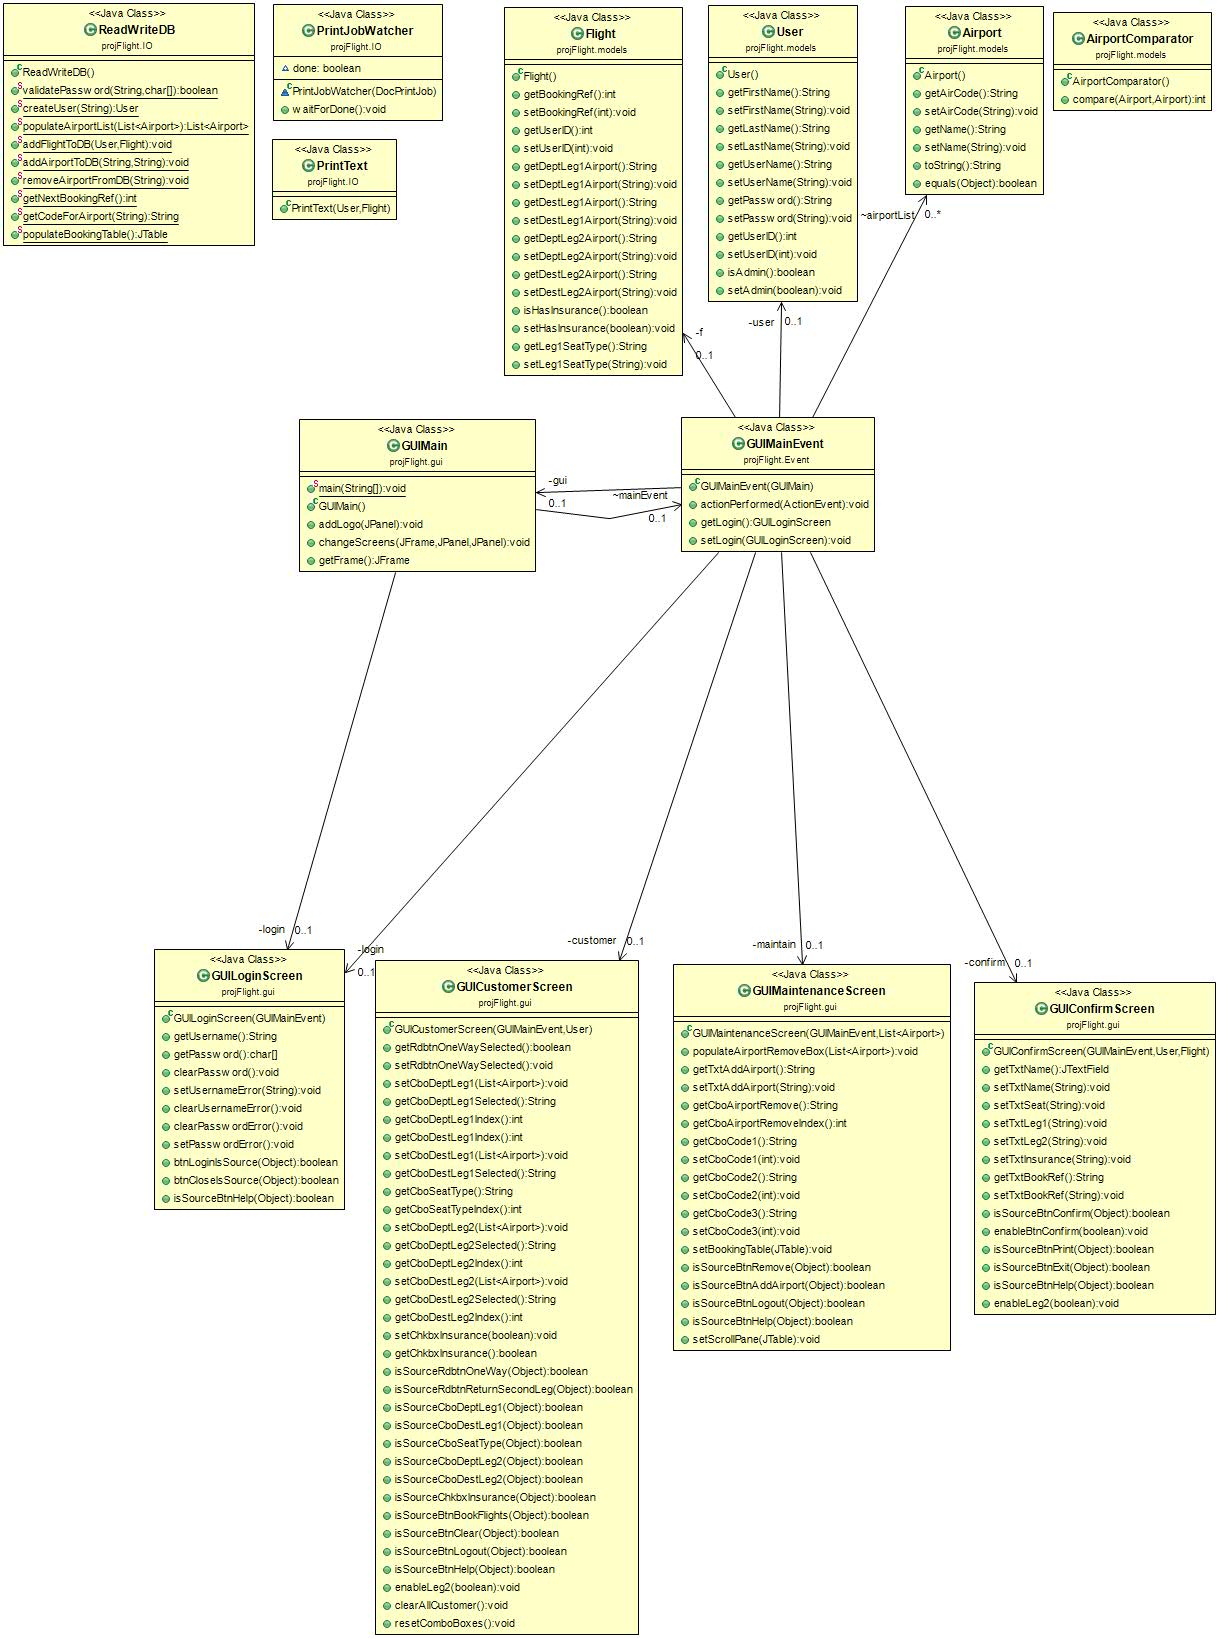 <<Java Class>>
ReadWriteDB
projFlight.IO
ReadWriteDB()
validatePassword(String,char[]):boolean
createUser(String):User
populateAirportList(List<Airport>):List<Airport>
addFlightToDB(User,Flight):void
addAirportToDB(String,String):void
removeAirportFromDB(String):void
getNextBookingRef():int
getCodeForAirport(String):String
populateBookingTable():JTable
<<Java Class>>
PrintJobWatcher
projFlight.IO
done: boolean
PrintJobWatcher(DocPrintJob)
waitForDone():void
<<Java Class>>
PrintText
projFlight.IO
PrintText(User,Flight)
<<Java Class>>
Flight
projFlight.models
Flight()
getBookingRef():int
setBookingRef(int):void
getUserID():int
setUserID(int):void
getDeptLeg1Airport():String
setDeptLeg1Airport(String):void
getDestLeg1Airport():String
setDestLeg1Airport(String):void
getDeptLeg2Airport():String
setDeptLeg2Airport(String):void
getDestLeg2Airport():String
setDestLeg2Airport(String):void
isHasInsurance():boolean
setHasInsurance(boolean):void
getLeg1SeatType():String
setLeg1SeatType(String):void
<<Java Class>>
User
projFlight.models
User()
getFirstName():String
setFirstName(String):void
getLastName():String
setLastName(String):void
getUserName():String
setUserName(String):void
getPassword():String
setPassword(String):void
getUserID():int
setUserID(int):void
isAdmin():boolean
setAdmin(boolean):void
<<Java Class>>
Airport
projFlight.models
Airport()
getAirCode():String
setAirCode(String):void
getName():String
setName(String):void
toString():String
equals(Object):boolean
<<Java Class>>
AirportComparator
projFlight.models
AirportComparator()
compare(Airport,Airport):int
~airportList
0..*
-user
0..1
-f
0..1
<<Java Class>>
GUIMain
projFlight.gui
main(String[]):void
GUIMain()
addLogo(JPanel):void
changeScreens(JFrame,JPanel,JPanel):void
getFrame():JFrame
-gui
0..1
~mainEvent
0..1
<<Java Class>>
GUIMainEvent
projFlight.Event
GUIMainEvent(GUIMain)
actionPerformed(ActionEvent):void
getLogin():GUILoginScreen
setLogin(GUILoginScreen):void
-login
0..1
-login
0..1
-customer
0..1
-maintain
0..1
-confirm
0..1
<<Java Class>>
GUILoginScreen
projFlight.gui
GUILoginScreen(GUIMainEvent)
getUsername():String
getPassword():char[]
clearPassword():void
setUsernameError(String):void
clearUsernameError():void
clearPasswordError():void
setPasswordError():void
btnLoginIsSource(Object):boolean
btnCloseIsSource(Object):boolean
isSourceBtnHelp(Object):boolean
<<Java Class>>
GUICustomerScreen
projFlight.gui
GUICustomerScreen(GUIMainEvent,User)
getRdbtnOneWaySelected():boolean
setRdbtnOneWaySelected():void
setCboDeptLeg1(List<Airport>):void
getCboDeptLeg1Selected():String
getCboDeptLeg1Index():int
getCboDestLeg1Index():int
setCboDestLeg1(List<Airport>):void
getCboDestLeg1Selected():String
getCboSeatType():String
getCboSeatTypeIndex():int
setCboDeptLeg2(List<Airport>):void
getCboDeptLeg2Selected():String
getCboDeptLeg2Index():int
setCboDestLeg2(List<Airport>):void
getCboDestLeg2Selected():String
getCboDestLeg2Index():int
setChkbxInsurance(boolean):void
getChkbxInsurance():boolean
isSourceRdbtnOneWay(Object):boolean
isSourceRdbtnReturnSecondLeg(Object):boolean
isSourceCboDeptLeg1(Object):boolean
isSourceCboDestLeg1(Object):boolean
isSourceCboSeatType(Object):boolean
isSourceCboDeptLeg2(Object):boolean
isSourceCboDestLeg2(Object):boolean
isSourceChkbxInsurance(Object):boolean
isSourceBtnBookFlights(Object):boolean
isSourceBtnClear(Object):boolean
isSourceBtnLogout(Object):boolean
isSourceBtnHelp(Object):boolean
enableLeg2(boolean):void
clearAllCustomer():void
resetComboBoxes():void
<<Java Class>>
GUIMaintenanceScreen
projFlight.gui
GUIMaintenanceScreen(GUIMainEvent,List<Airport>)
populateAirportRemoveBox(List<Airport>):void
getTxtAddAirport():String
setTxtAddAirport(String):void
getCboAirportRemove():String
getCboAirportRemoveIndex():int
getCboCode1():String
setCboCode1(int):void
getCboCode2():String
setCboCode2(int):void
getCboCode3():String
setCboCode3(int):void
setBookingTable(JTable):void
isSourceBtnRemove(Object):boolean
isSourceBtnAddAirport(Object):boolean
isSourceBtnLogout(Object):boolean
isSourceBtnHelp(Object):boolean
setScrollPane(JTable):void
<<Java Class>>
GUIConfirmScreen
projFlight.gui
GUIConfirmScreen(GUIMainEvent,User,Flight)
getTxtName():JTextField
setTxtName(String):void
setTxtSeat(String):void
setTxtLeg1(String):void
setTxtLeg2(String):void
setTxtInsurance(String):void
getTxtBookRef():String
setTxtBookRef(String):void
isSourceBtnConfirm(Object):boolean
enableBtnConfirm(boolean):void
isSourceBtnPrint(Object):boolean
isSourceBtnExit(Object):boolean
isSourceBtnHelp(Object):boolean
enableLeg2(boolean):void